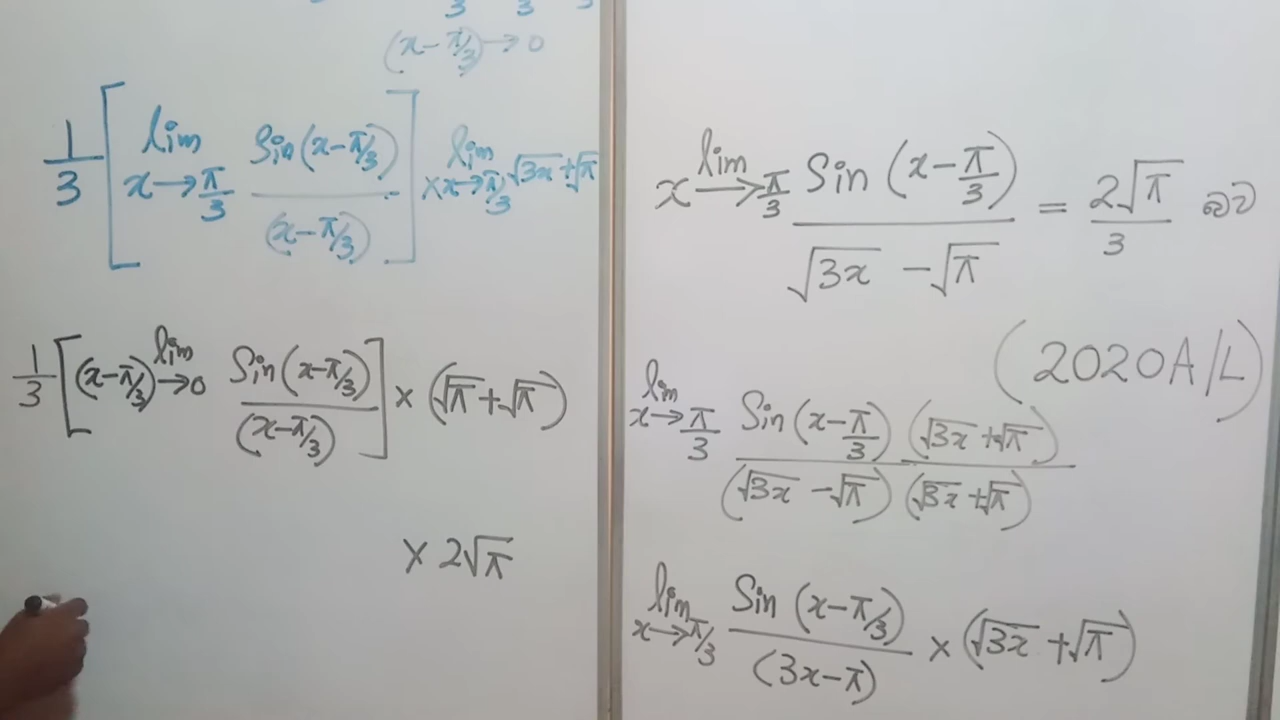 (x-π/3)→0
1/3 [ lim x→π/3 Sin(x-π/3) / (x-π/3) ] × lim x→π/3 √3x+√π
1/3 [ lim (x-π/3)→0 Sin(x-π/3) / (x-π/3) ] × (√π+√π)
× 2√π
lim x→π/3 Sin(x-π/3) / √3x - √π = 2√π / 3 බව
(2020A/L)
lim x→π/3 Sin(x-π/3) (√3x+√π) / (√3x-√π) (√3x+√π)
lim x→π/3 Sin(x-π/3) / (3x-π) × (√3x+√π)